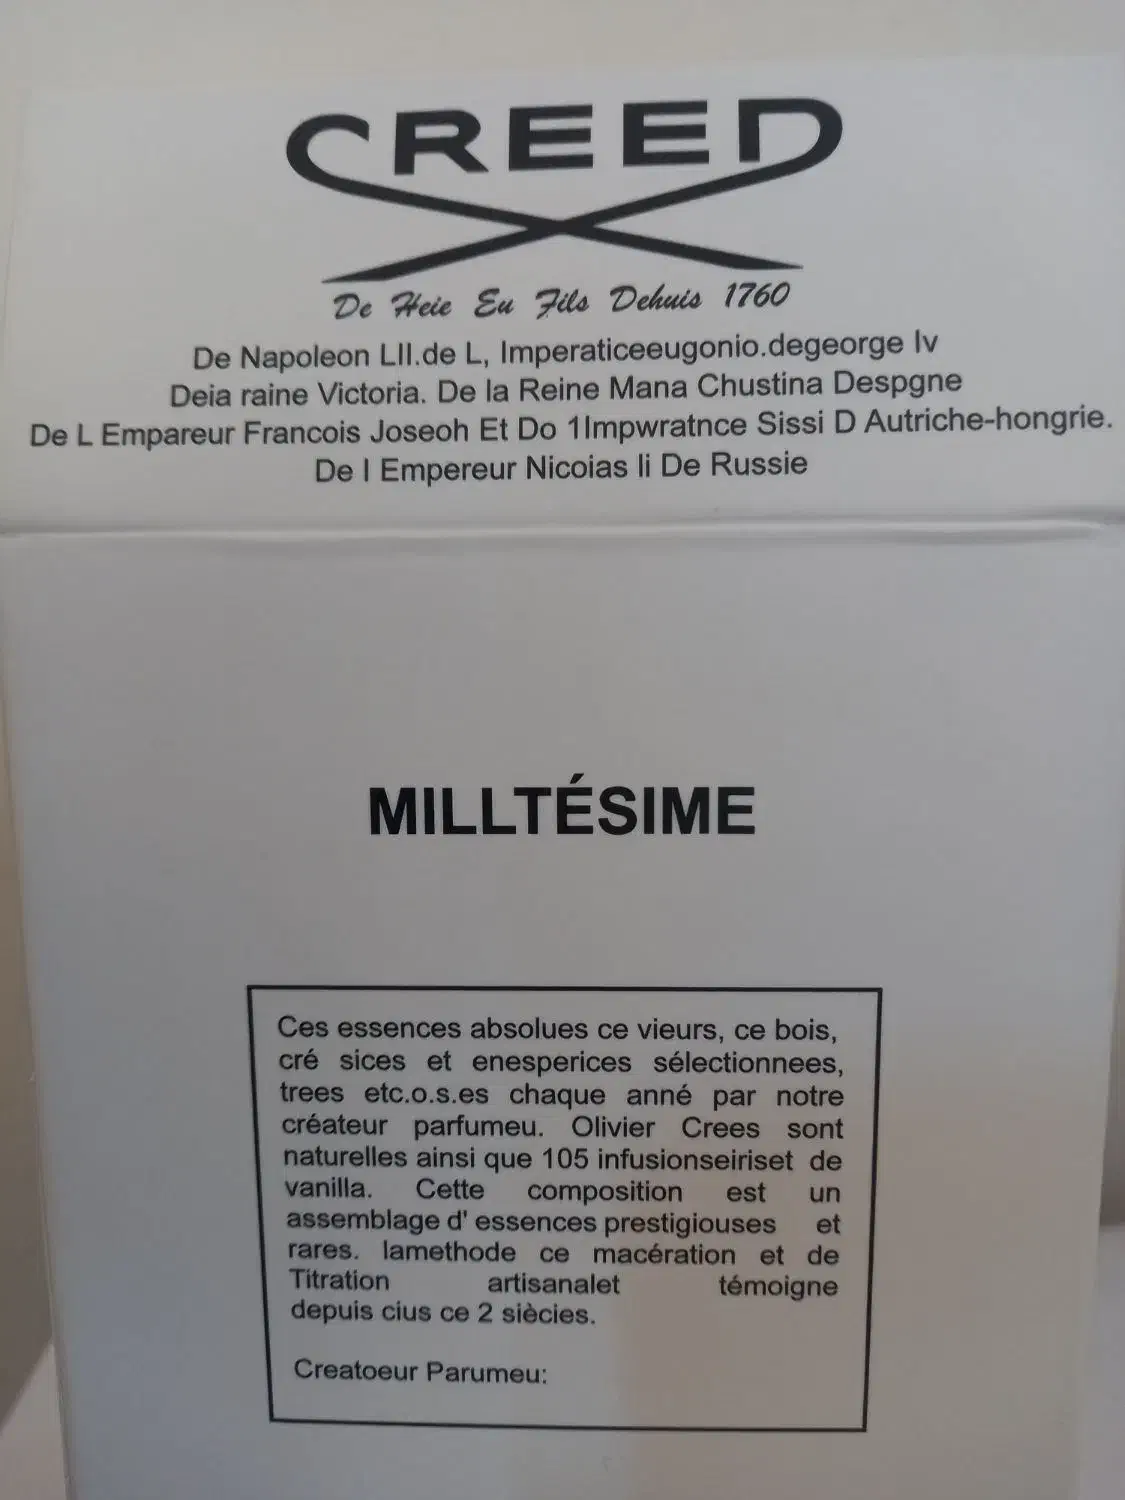 CREED
De Heie Eu Fils Dehuis 1760
De Napoleon LII.de L, Imperaticeeugonio.degeorge Iv
Deia raine Victoria. De la Reine Mana Chustina Despgne
De L Empareur Francois Joseoh Et Do 1Impwratnce Sissi D Autriche-hongrie.
De I Empereur Nicoias Ii De Russie
MILLTÉSIME
Ces essences absolues ce vieurs, ce bois,
cré sices et enesperices sélectionnees,
trees etc.o.s.es chaque anné par notre
créateur parfumeu. Olivier Crees sont
naturelles ainsi que 105 infusionseiriset de
vanilla. Cette composition est un
assemblage d' essences prestigiouses et
rares. lamethode ce macération et de
Titration artisanalet témoigne
depuis cius ce 2 siècies.
Creatoeur Parumeu: